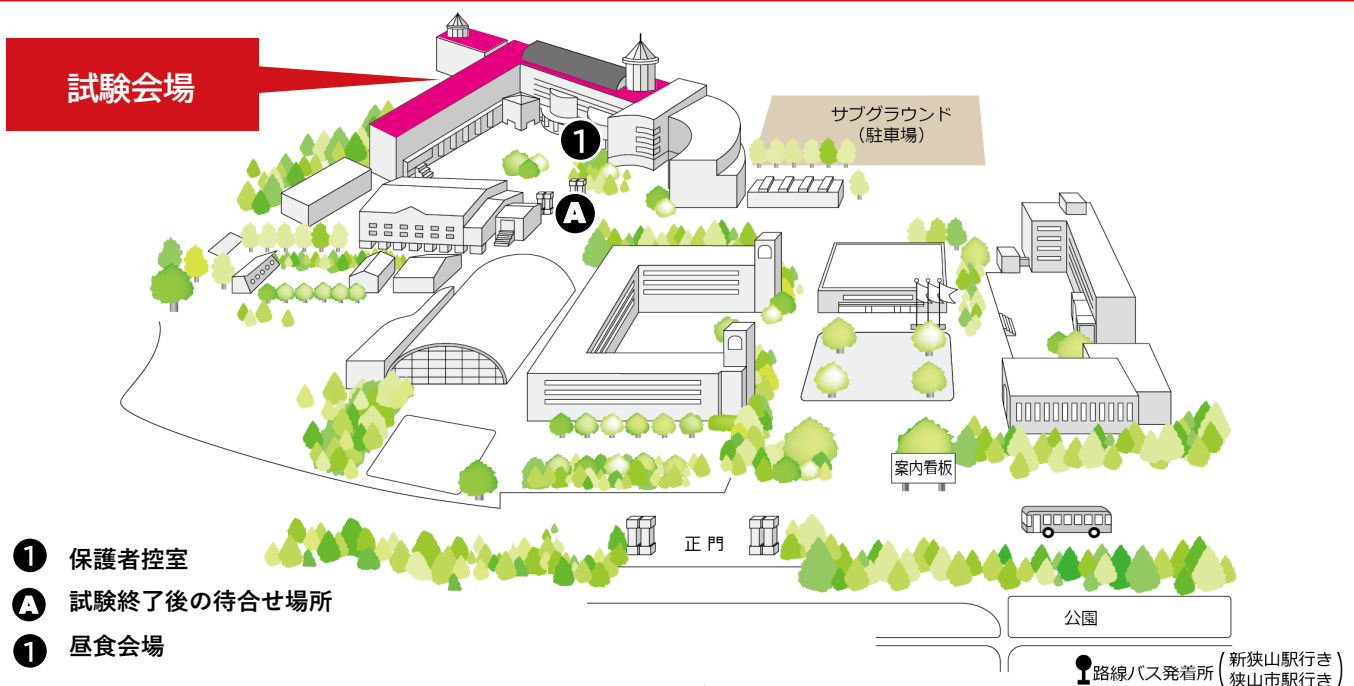 試験会場
サブグラウンド
（駐車場）
1
A
案内看板
正門
1 保護者控室
A 試験終了後の待合せ場所
1 昼食会場
公園
路線バス発着所（新狭山駅行き
狭山市駅行き）